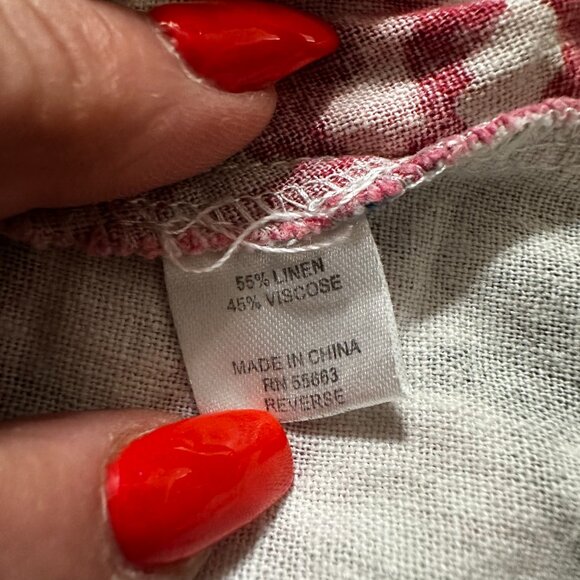 55% LINEN
45% VISCOSE
MADE IN CHINA
RN 55663
REVERSE